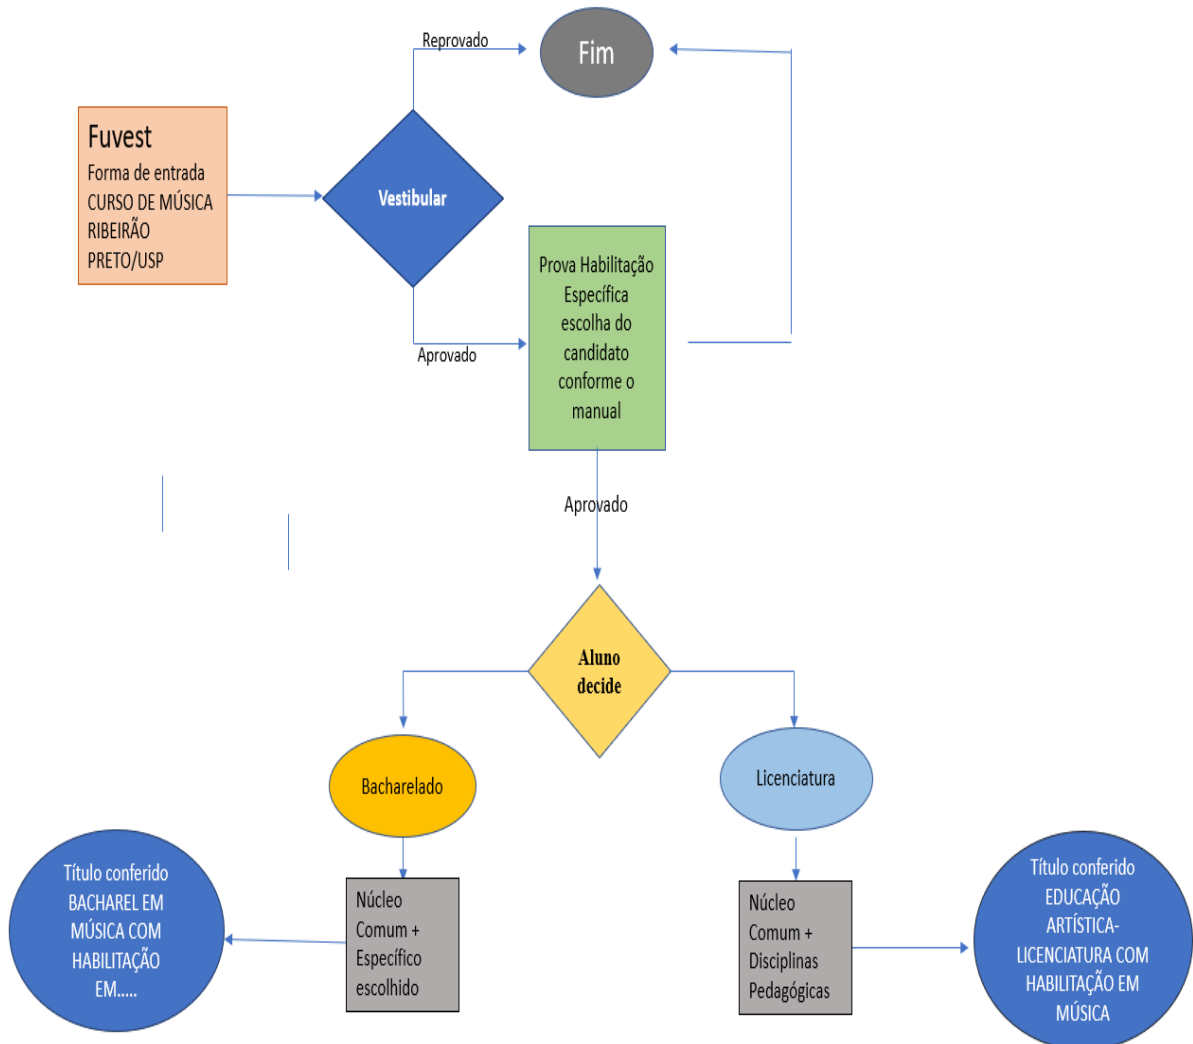 Reprovado
Fim
Fuvest
Forma de entrada
CURSO DE MÚSICA
RIBEIRÃO
PRETO/USP
Vestibular
Prova Habilitação
Específica
escolha do
candidato
conforme o
manual
Aprovado
Aprovado
Aluno
decide
Bacharelado
Licenciatura
Título conferido
BACHAREL EM
MÚSICA COM
HABILITAÇÃO
EM.....
Núcleo
Comum +
Específico
escolhido
Núcleo
Comum +
Disciplinas
Pedagógicas
Título conferido
EDUCAÇÃO
ARTÍSTICA-
LICENCIATURA COM
HABILITAÇÃO EM
MÚSICA